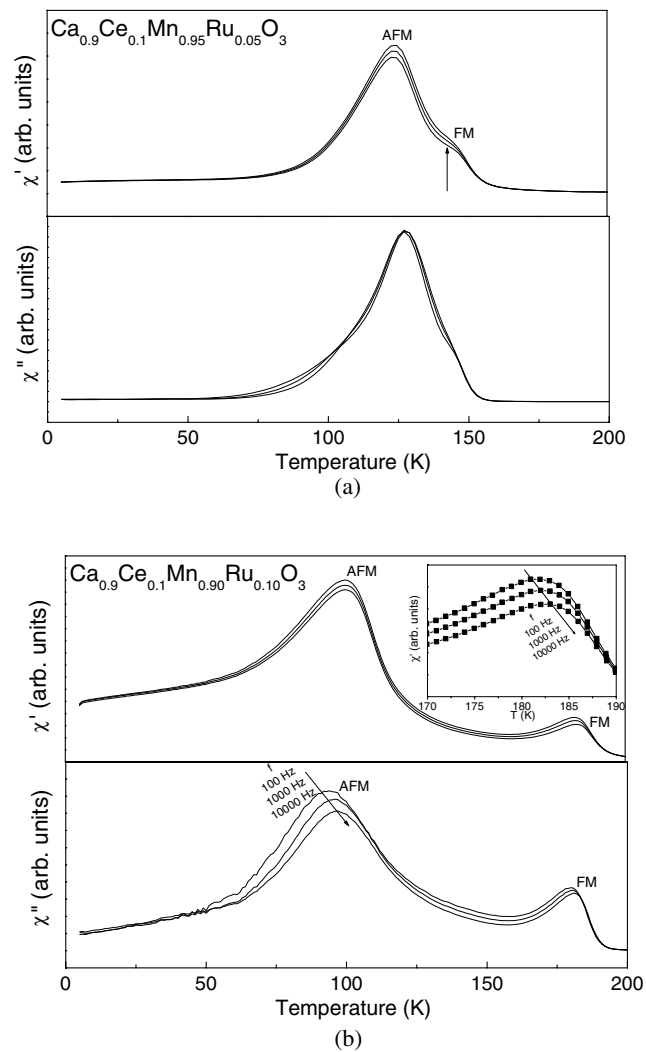 Ca0.9Ce0.1Mn0.95Ru0.05O3
AFM
FM
χ' (arb. units)
χ" (arb. units)
0 50 100 150 200
Temperature (K)
(a)
Ca0.9Ce0.1Mn0.90Ru0.10O3
AFM
FM
χ' (arb. units)
χ' (arb. units)
f
100 Hz
1000 Hz
10000 Hz
170 175 180 185 190
T (K)
f
100 Hz
1000 Hz
10000 Hz
AFM
FM
χ" (arb. units)
0 50 100 150 200
Temperature (K)
(b)